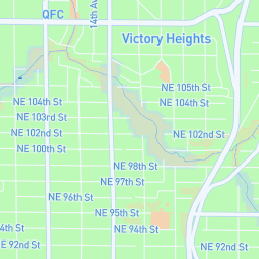 QFC
14th Av
Victory Heights
NE 105th St
NE 104th St
NE 104th St
NE 103rd St
NE 102nd St
NE 102nd St
NE 100th St
NE 98th St
NE 97th St
NE 96th St
NE 95th St
4th St
NE 94th St
NE 92nd St
NE 92nd St